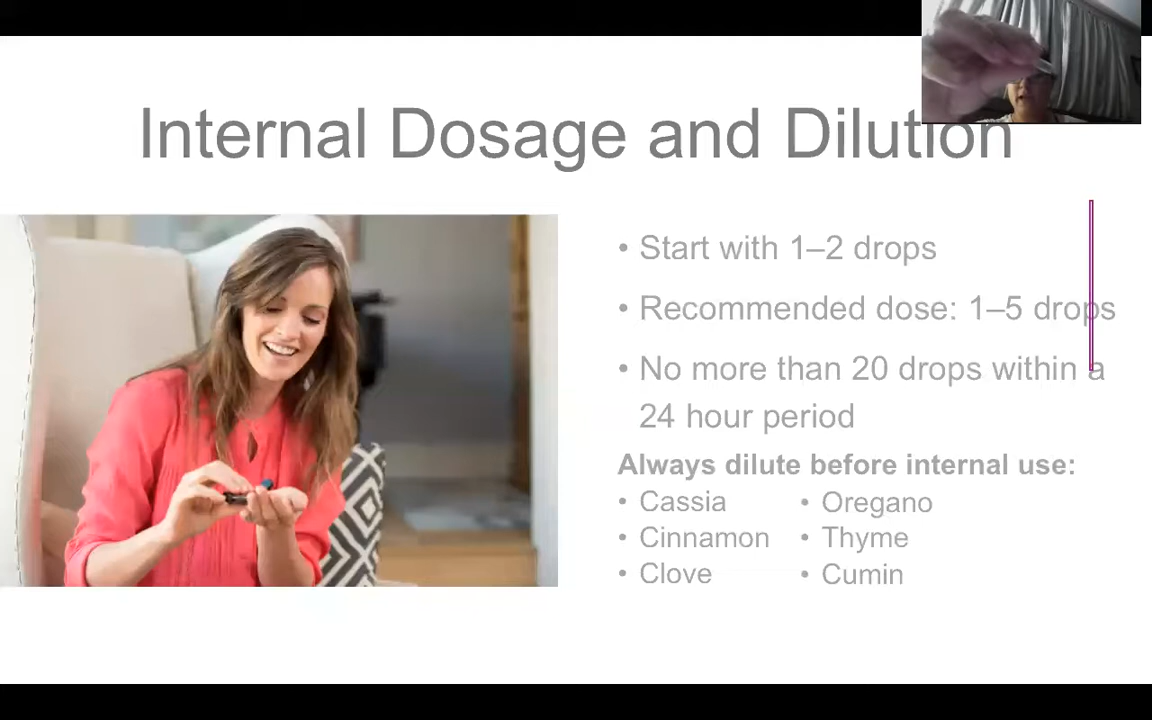 Internal Dosage and Dilution
• Start with 1–2 drops
• Recommended dose: 1–5 drops
• No more than 20 drops within a
24 hour period
Always dilute before internal use:
• Cassia
• Cinnamon
• Clove
• Oregano
• Thyme
• Cumin